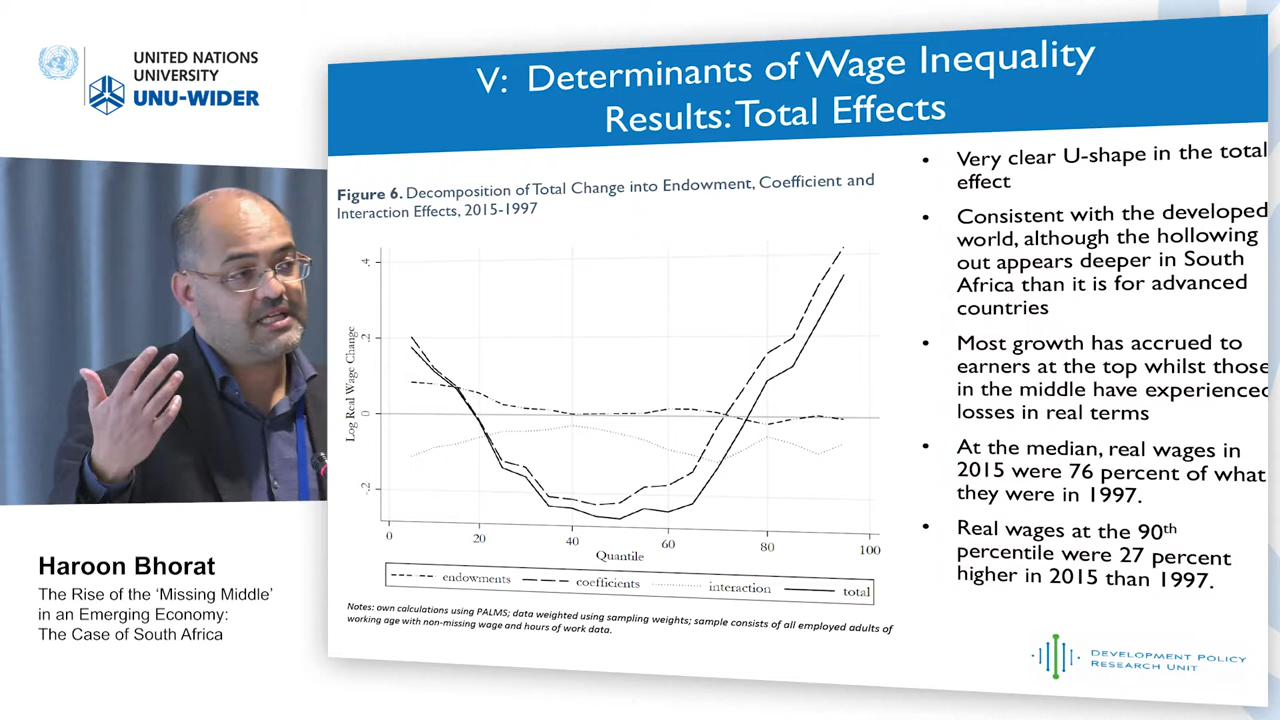 UNITED NATIONS
UNIVERSITY
UNU-WIDER
V: Determinants of Wage Inequality
Results: Total Effects
Figure 6. Decomposition of Total Change into Endowment, Coefficient and
Interaction Effects, 2015-1997
Log Real Wage Change
.4
.2
0
-.2
0 20 40 60 80 100
Quantile
endowments coefficients interaction total
Notes: own calculations using PALMS; data weighted using sampling weights; sample consists of all employed adults of
working age with non-missing wage and hours of work data.
• Very clear U-shape in the total
effect
• Consistent with the developed
world, although the hollowing
out appears deeper in South
Africa than it is for advanced
countries
• Most growth has accrued to
earners at the top whilst those
in the middle have experienced
losses in real terms
• At the median, real wages in
2015 were 76 percent of what
they were in 1997.
• Real wages at the 90th
percentile were 27 percent
higher in 2015 than 1997.
DEVELOPMENT POLICY
RESEARCH UNIT
Haroon Bhorat
The Rise of the ‘Missing Middle’
in an Emerging Economy:
The Case of South Africa